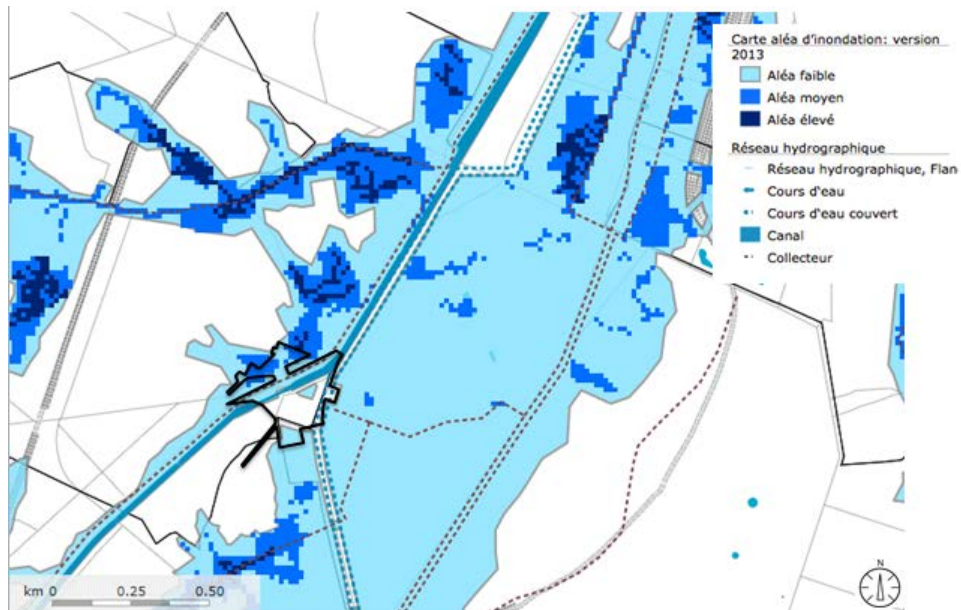 Carte aléa d'inondation: version
2013
Aléa faible
Aléa moyen
Aléa élevé
Réseau hydrographique
Réseau hydrographique, Flan
Cours d'eau
Cours d'eau couvert
Canal
Collecteur
N
km 0 0.25 0.50